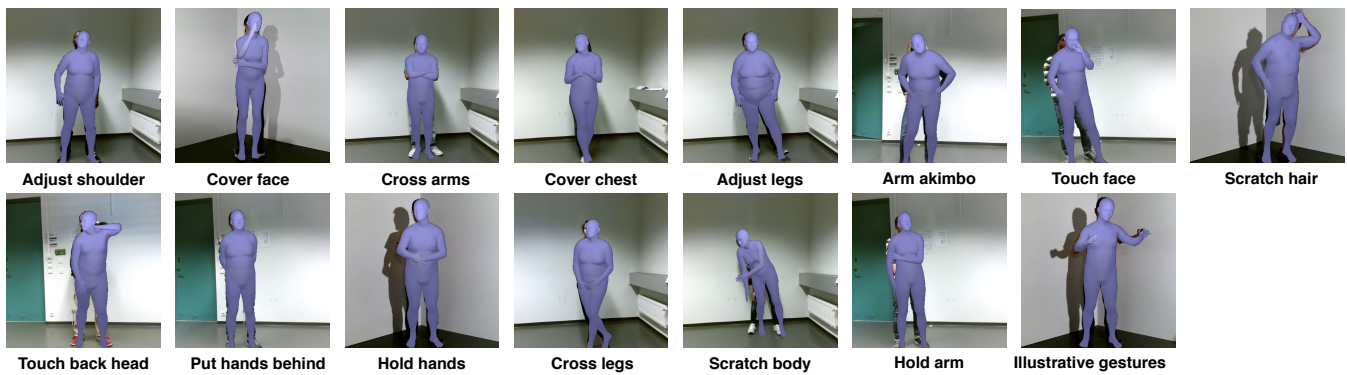 Adjust shoulder
Cover face
Cross arms
Cover chest
Adjust legs
Arm akimbo
Touch face
Scratch hair
Touch back head
Put hands behind
Hold hands
Cross legs
Scratch body
Hold arm
Illustrative gestures